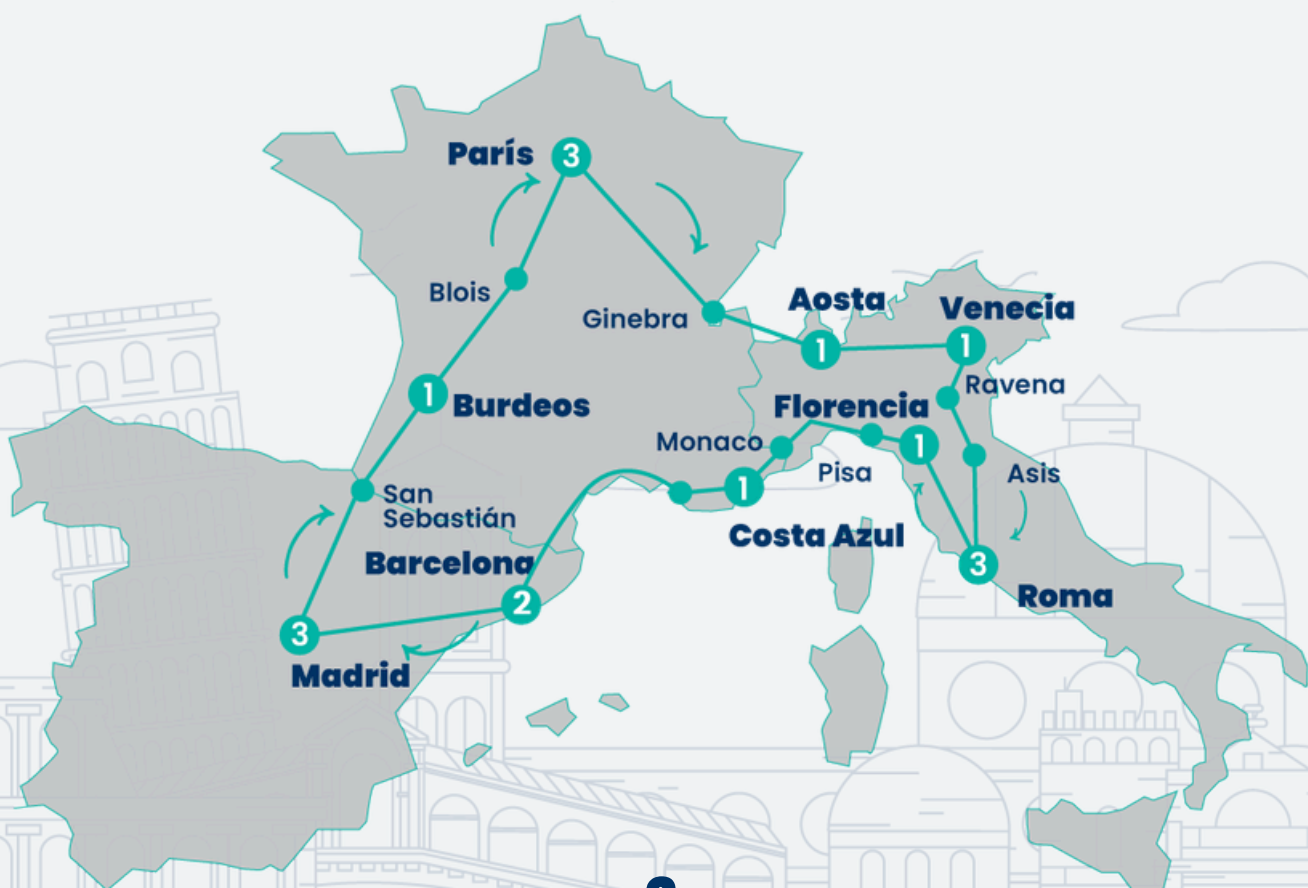 París
3
Blois
Ginebra
Aosta
1
Venecia
1
Ravena
1
Burdeos
Florencia
1
Monaco
Pisa
Asis
San
Sebastián
1
Costa Azul
Barcelona
2
3
Roma
3
Madrid